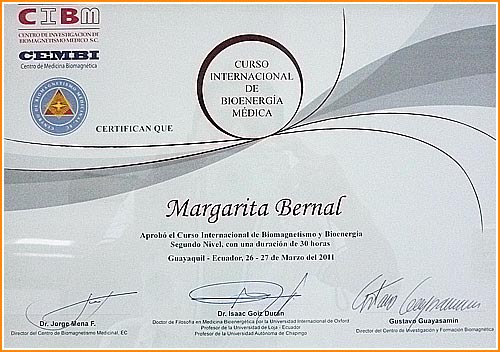 CIBM
CENTRO DE INVESTIGACION DE
BIOMAGNETISMO MEDICO S.C.
CEMBI
Centro de Medicina Biomagnética
CERTIFICAN QUE
CURSO
INTERNACIONAL
DE
BIOENERGÍA
MÉDICA
Margarita Bernal
Aprobó el Curso Internacional de Biomagnetismo y Bioenergía
Segundo Nivel, con una duración de 30 horas
Guayaquil - Ecuador, 26 - 27 de Marzo del 2011
Dr. Jorge Mena F.
Director del Centro de Biomagnetismo Medicinal, EC
Dr. Isaac Goiz Durán
Doctor de Filosofía en Medicina Bioenergética por la Universidad Internacional de Oxford
Profesor de la Universidad de Loja - Ecuador
Profesor de la Universidad Autónoma de Chapingo
Gustavo Guayasamin
Director del Centro de Investigación y Formación Biomagnética